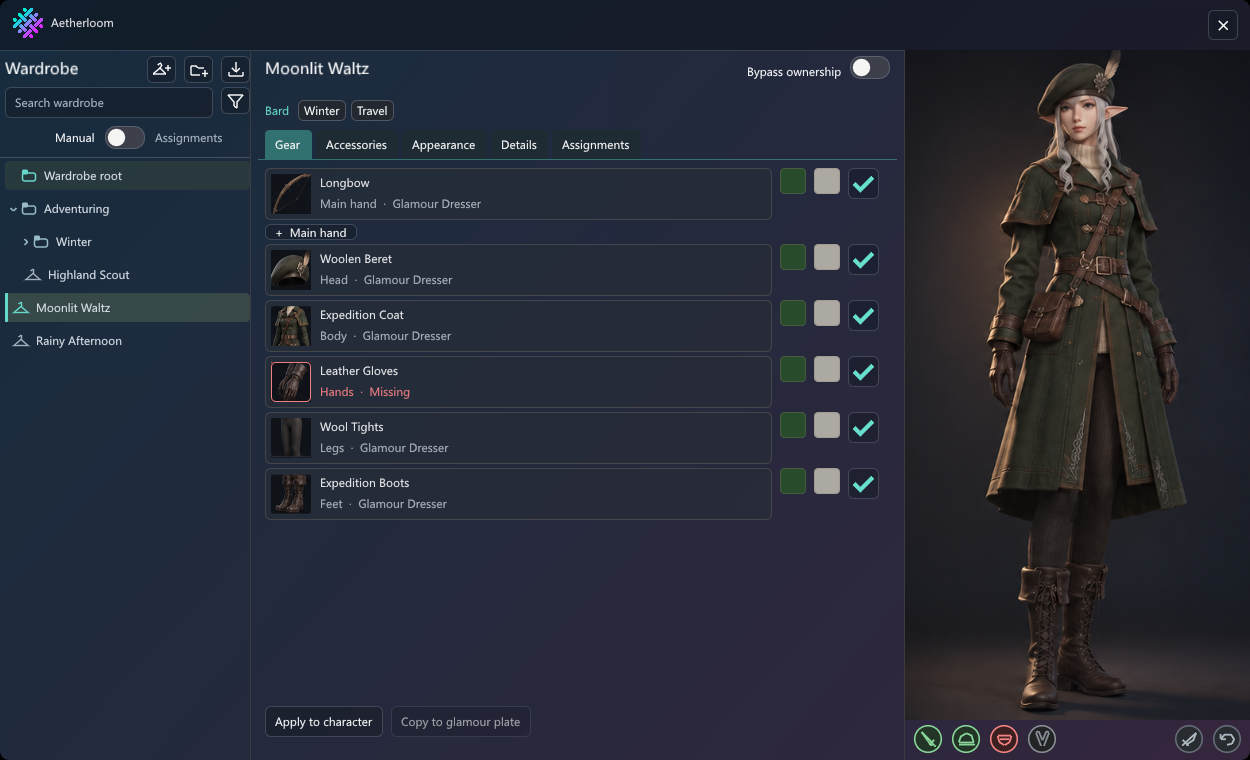 Aetherloom
Wardrobe
Search wardrobe
Manual Assignments
Wardrobe root
Adventuring
Winter
Highland Scout
Moonlit Waltz
Rainy Afternoon
Moonlit Waltz
Bypass ownership
Bard Winter Travel
Gear Accessories Appearance Details Assignments
Longbow
Main hand · Glamour Dresser
+ Main hand
Woolen Beret
Head · Glamour Dresser
Expedition Coat
Body · Glamour Dresser
Leather Gloves
Hands · Missing
Wool Tights
Legs · Glamour Dresser
Expedition Boots
Feet · Glamour Dresser
Apply to character Copy to glamour plate